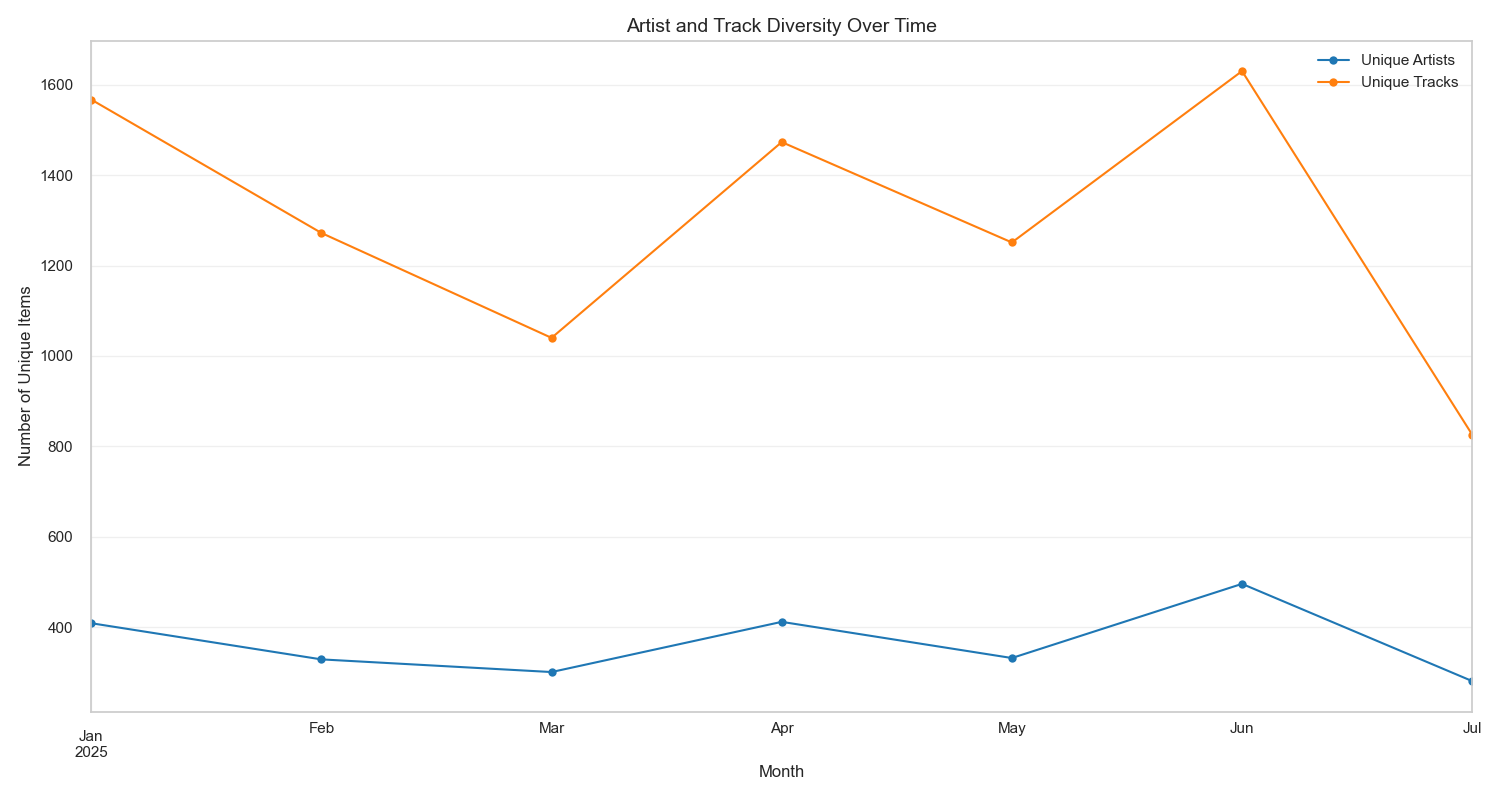 Artist and Track Diversity Over Time
Unique Artists
Unique Tracks
1600
1400
1200
1000
800
600
400
Number of Unique Items
Jan
2025
Feb
Mar
Apr
May
Jun
Jul
Month